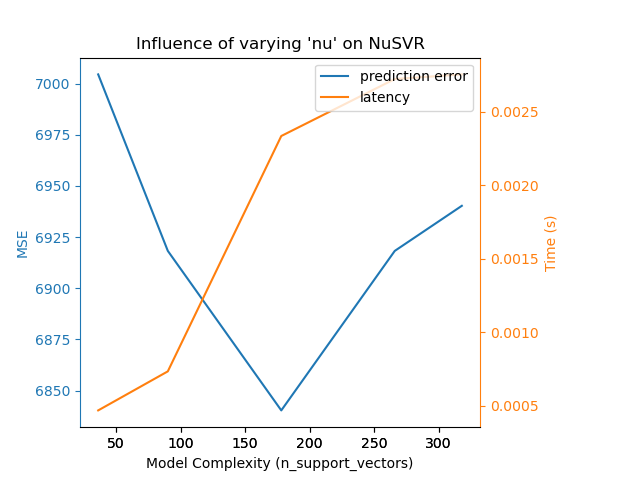 Influence of varying 'nu' on NuSVR
prediction error
latency
7000
6975
6950
6925
6900
6875
6850
MSE
0.0025
0.0020
0.0015
0.0010
0.0005
Time (s)
50 100 150 200 250 300
Model Complexity (n_support_vectors)